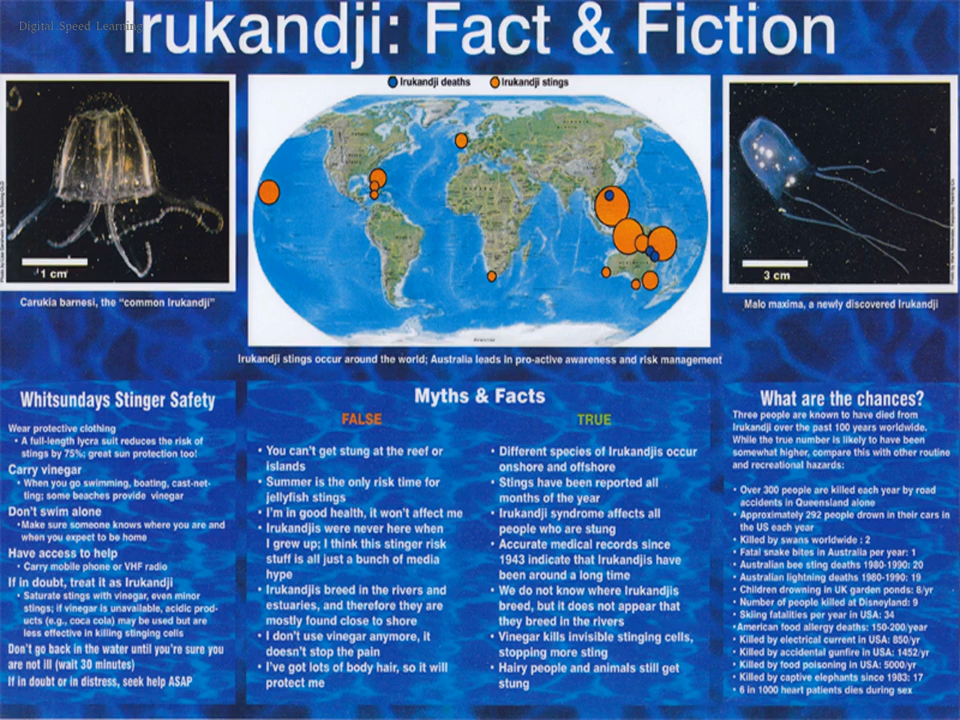 Digital Speed Learning
Irukandji: Fact & Fiction
Irukandji deaths Irukandji stings
1 cm
3 cm
Carukia barnesi, the “common Irukandji”
Malo maxima, a newly discovered Irukandji
Irukandji stings occur around the world; Australia leads in pro-active awareness and risk management
Whitsundays Stinger Safety
Wear protective clothing
• A full-length lycra suit reduces the risk of
stings by 75%; great sun protection too!
Carry vinegar
• When you go swimming, boating, cast-net-
ting; some beaches provide vinegar
Don't swim alone
•Make sure someone knows where you are and
when you expect to be home
Have access to help
• Carry mobile phone or VHF radio
If in doubt, treat it as Irukandji
• Saturate stings with vinegar, even minor
stings; if vinegar is unavailable, acidic prod-
ucts (e.g., coca cola) may be used but are
less effective in killing stinging cells
Don't go back in the water until you're sure you
are not ill (wait 30 minutes)
If in doubt or in distress, seek help ASAP
Myths & Facts
FALSE
• You can't get stung at the reef or
islands
• Summer is the only risk time for
jellyfish stings
• I'm in good health, it won't affect me
• Irukandjis were never here when
I grew up; I think this stinger risk
stuff is all just a bunch of media
hype
• Irukandjis breed in the rivers and
estuaries, and therefore they are
mostly found close to shore
• I don't use vinegar anymore, it
doesn't stop the pain
• I've got lots of body hair, so it will
protect me
TRUE
• Different species of Irukandjis occur
onshore and offshore
• Stings have been reported all
months of the year
• Irukandji syndrome affects all
people who are stung
• Accurate medical records since
1943 indicate that Irukandjis have
been around a long time
• We do not know where Irukandjis
breed, but it does not appear that
they breed in the rivers
• Vinegar kills invisible stinging cells,
stopping more sting
• Hairy people and animals still get
stung
What are the chances?
Three people are known to have died from
Irukandji over the past 100 years worldwide.
While the true number is likely to have been
somewhat higher, compare this with other routine
and recreational hazards:
• Over 300 people are killed each year by road
accidents in Queensland alone
• Approximately 292 people drown in their cars in
the US each year
• Killed by swans worldwide : 2
• Fatal snake bites in Australia per year: 1
• Australian bee sting deaths 1980-1990: 20
• Australian lightning deaths 1980-1990: 19
• Children drowning in UK garden ponds: 8/yr
• Number of people killed at Disneyland: 9
• Skiing fatalities per year in USA: 34
•American food allergy deaths: 150-200/year
• Killed by electrical current in USA: 850/yr
• Killed by accidental gunfire in USA: 1452/yr
• Killed by food poisoning in USA: 5000/yr
• Killed by captive elephants since 1983: 17
• 6 in 1000 heart patients dies during sex